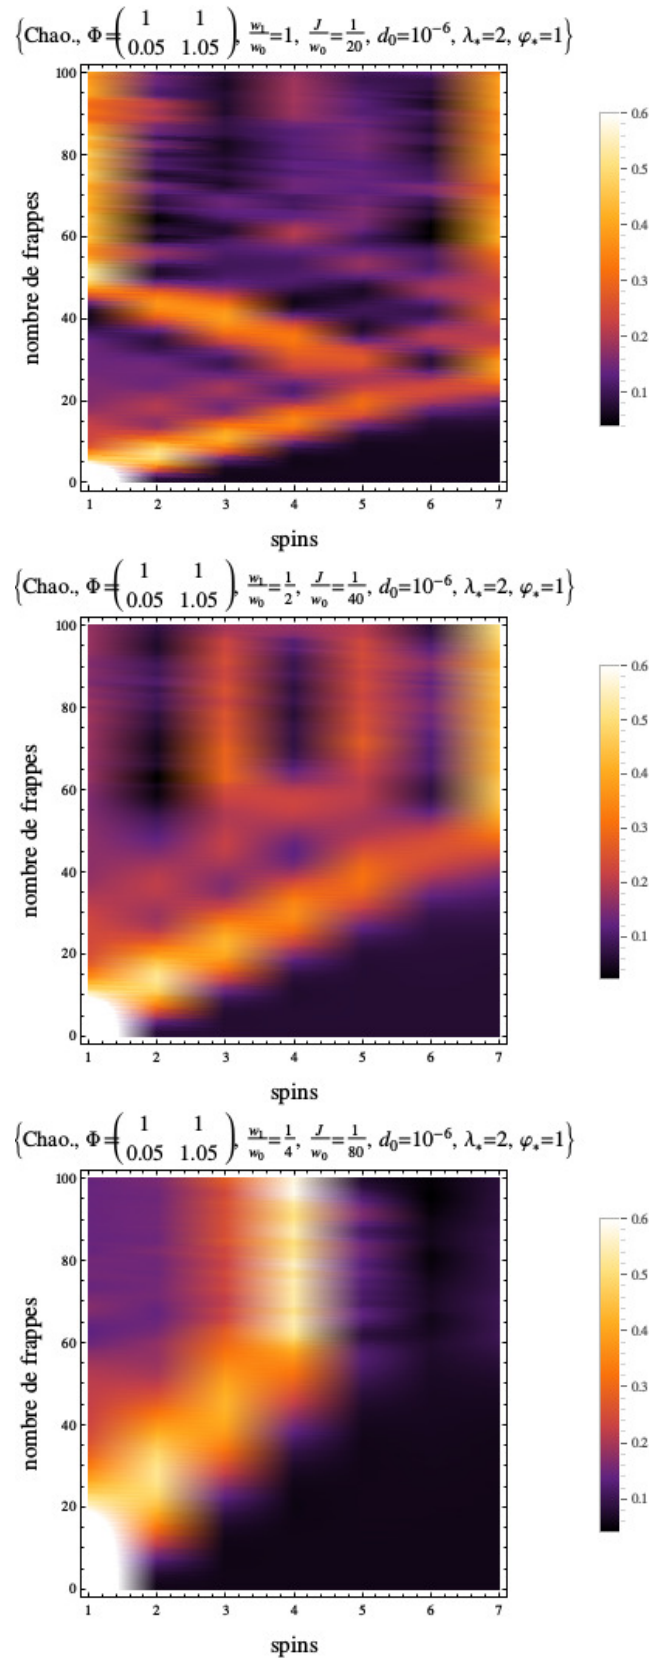 {Chao., Φ=(1 1
0.05 1.05), w₁/w₀=1, J/w₀=1/20, d₀=10⁻⁶, λ*=2, φ*=1}
100
80
60
40
20
0
nombre de frappes
1 2 3 4 5 6 7
spins
0.6
0.5
0.4
0.3
0.2
0.1
{Chao., Φ=(1 1
0.05 1.05), w₁/w₀=1/2, J/w₀=1/40, d₀=10⁻⁶, λ*=2, φ*=1}
100
80
60
40
20
0
nombre de frappes
1 2 3 4 5 6 7
spins
0.6
0.5
0.4
0.3
0.2
0.1
{Chao., Φ=(1 1
0.05 1.05), w₁/w₀=1/4, J/w₀=1/80, d₀=10⁻⁶, λ*=2, φ*=1}
100
80
60
40
20
0
nombre de frappes
1 2 3 4 5 6 7
spins
0.6
0.5
0.4
0.3
0.2
0.1